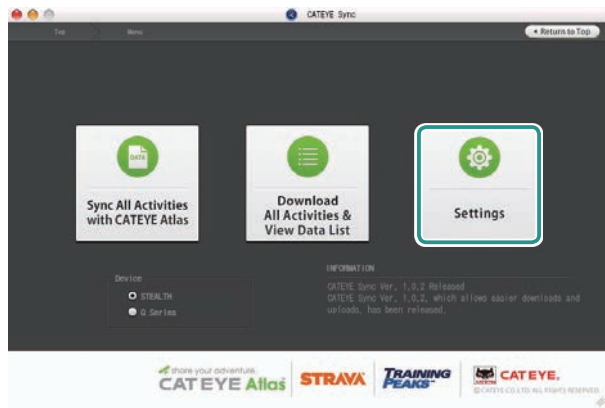 CATEYE Sync
Top
Menu
Return to Top
DATA
Sync All Activities
with CATEYE Atlas
Download
All Activities &
View Data List
Settings
Device
STEALTH
Q Series
INFORMATION
CATEYE Sync Ver. 1.0.2 Released
CATEYE Sync Ver. 1.0.2, which allows easier downloads and
uploads, has been released.
share your adventure.
CATEYE Atlas
STRAVA
TRAINING
PEAKS
CATEYE.
© CATEYE CO.LTD ALL RIGHTS RESERVED.